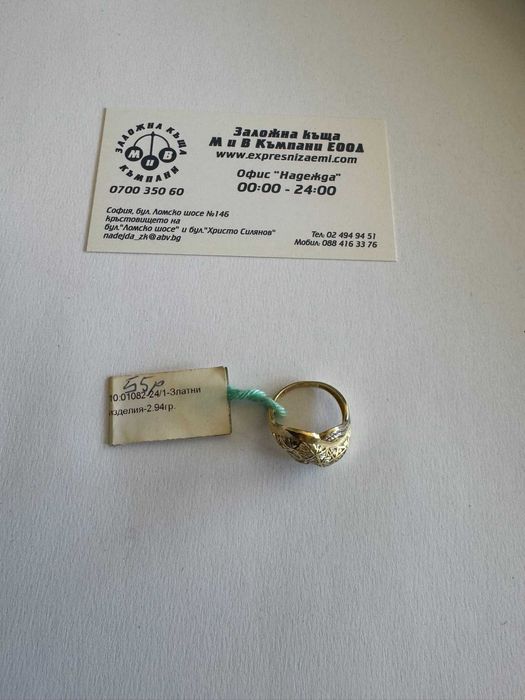 ЗАЛОЖНА КЪЩА
М и В
КЪМПАНИ
0700 350 60
Заложна къща
М и В Къмпани ЕООД
www.expresnizaemi.com
Офис "Надежда"
00:00 - 24:00
София, бул. Ломско шосе №146
кръстовището на
бул."Ломско шосе" и бул."Христо Силянов"
nadejda_zk@abv.bg
Тел: 02 494 94 51
Мобил: 088 416 33 76
10.01082-24/1-Златни
изделия-2.94гр.